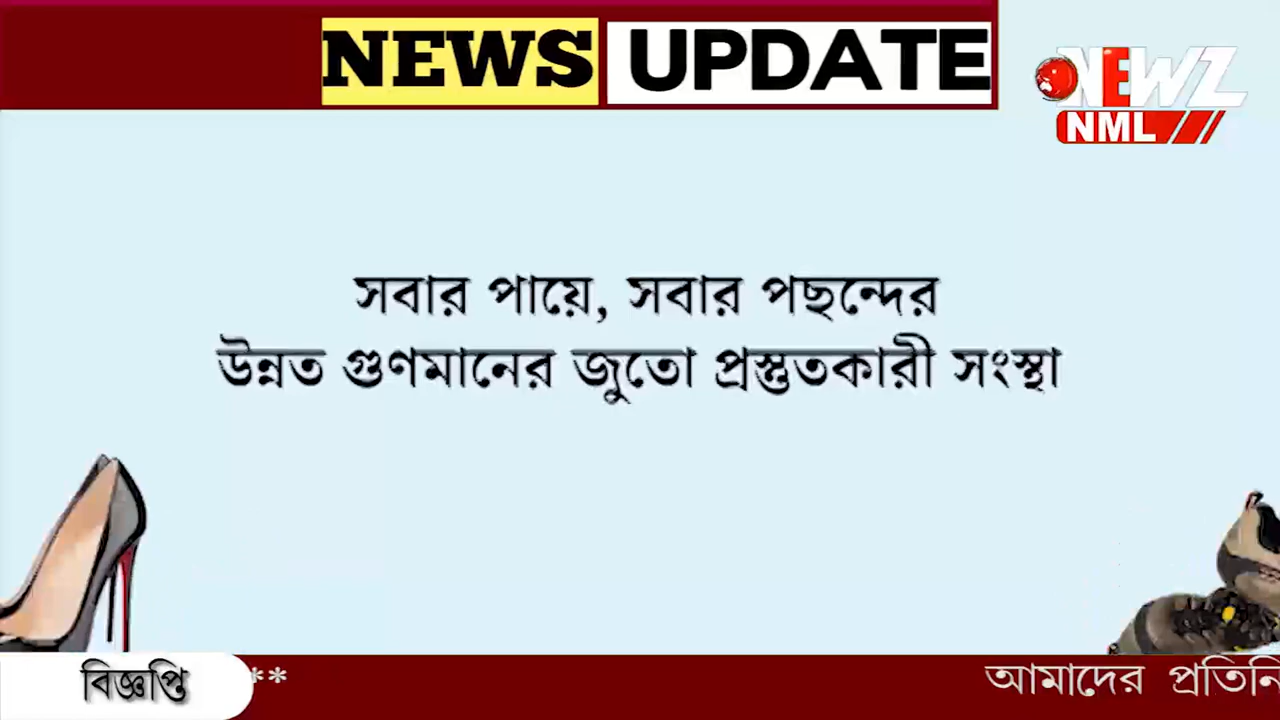 NEWS UPDATE
NEWZ
NML
সবার পায়ে, সবার পছন্দের
উন্নত গুণমানের জুতো প্রস্তুতকারী সংস্থা
বিজ্ঞপ্তি ** আমাদের